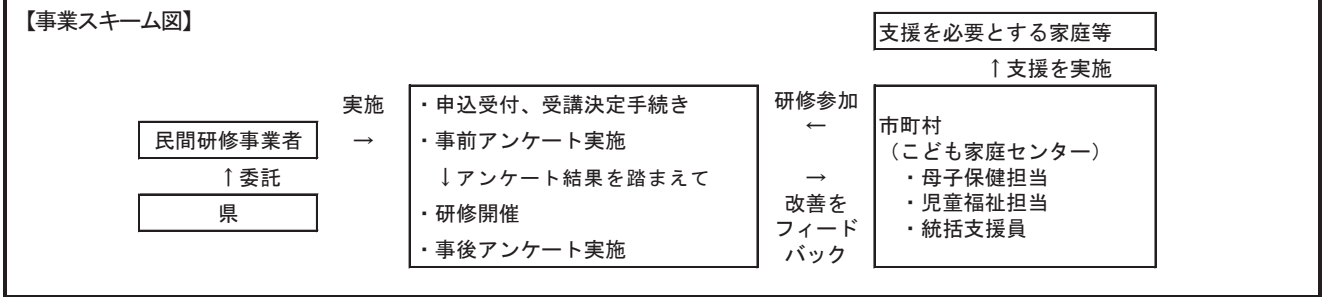 【事業スキーム図】
支援を必要とする家庭等
↑支援を実施
民間研修事業者
↑委託
県
実施
→
・申込受付、受講決定手続き
・事前アンケート実施
↓アンケート結果を踏まえて
・研修開催
・事後アンケート実施
研修参加
←
→
改善を
フィード
バック
市町村
（こども家庭センター）
・母子保健担当
・児童福祉担当
・統括支援員